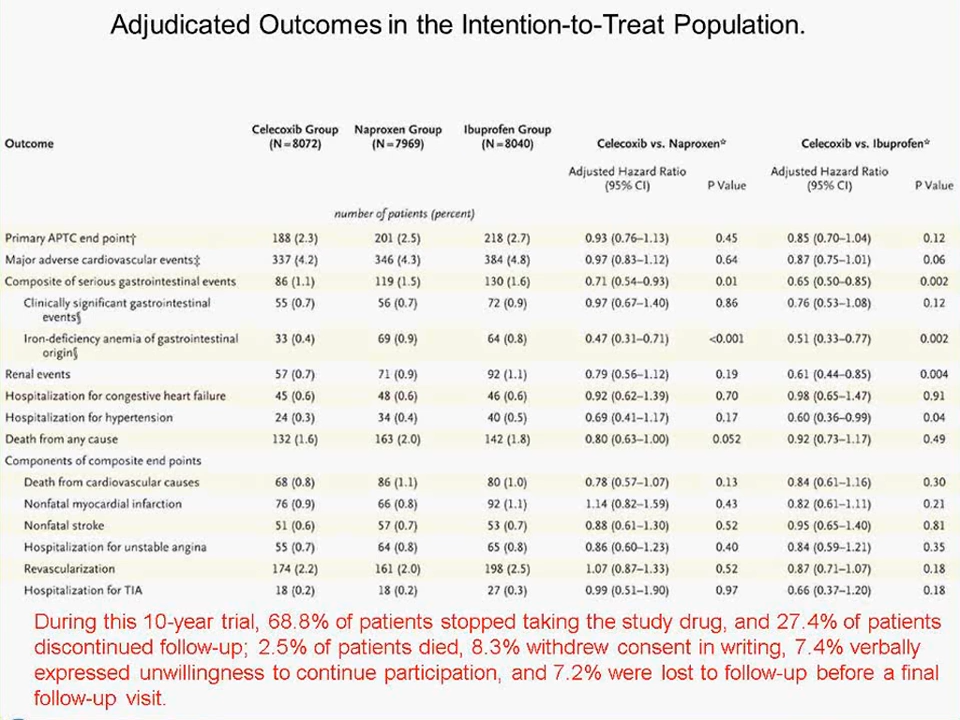 Adjudicated Outcomes in the Intention-to-Treat Population.
Outcome Celecoxib Group (N=8072) Naproxen Group (N=7969) Ibuprofen Group (N=8040) Celecoxib vs. Naproxen* Celecoxib vs. Ibuprofen*
Adjusted Hazard Ratio (95% CI) P Value Adjusted Hazard Ratio (95% CI) P Value
number of patients (percent)
Primary APTC end point† 188 (2.3) 201 (2.5) 218 (2.7) 0.93 (0.76–1.13) 0.45 0.85 (0.70–1.04) 0.12
Major adverse cardiovascular events‡ 337 (4.2) 346 (4.3) 384 (4.8) 0.97 (0.83–1.12) 0.64 0.87 (0.75–1.01) 0.06
Composite of serious gastrointestinal events 86 (1.1) 119 (1.5) 130 (1.6) 0.71 (0.54–0.93) 0.01 0.65 (0.50–0.85) 0.002
Clinically significant gastrointestinal 55 (0.7) 56 (0.7) 72 (0.9) 0.97 (0.67–1.40) 0.86 0.76 (0.53–1.08) 0.12
events§
Iron-deficiency anemia of gastrointestinal 33 (0.4) 69 (0.9) 64 (0.8) 0.47 (0.31–0.71) <0.001 0.51 (0.33–0.77) 0.002
origin§
Renal events 57 (0.7) 71 (0.9) 92 (1.1) 0.79 (0.56–1.12) 0.19 0.61 (0.44–0.85) 0.004
Hospitalization for congestive heart failure 45 (0.6) 48 (0.6) 46 (0.6) 0.92 (0.62–1.39) 0.70 0.98 (0.65–1.47) 0.91
Hospitalization for hypertension 24 (0.3) 34 (0.4) 40 (0.5) 0.69 (0.41–1.17) 0.17 0.60 (0.36–0.99) 0.04
Death from any cause 132 (1.6) 163 (2.0) 142 (1.8) 0.80 (0.63–1.00) 0.052 0.92 (0.73–1.17) 0.49
Components of composite end points
Death from cardiovascular causes 68 (0.8) 86 (1.1) 80 (1.0) 0.78 (0.57–1.07) 0.13 0.84 (0.61–1.16) 0.30
Nonfatal myocardial infarction 76 (0.9) 66 (0.8) 92 (1.1) 1.14 (0.82–1.59) 0.43 0.82 (0.61–1.11) 0.21
Nonfatal stroke 51 (0.6) 57 (0.7) 53 (0.7) 0.88 (0.61–1.30) 0.52 0.95 (0.65–1.40) 0.81
Hospitalization for unstable angina 55 (0.7) 64 (0.8) 65 (0.8) 0.86 (0.60–1.23) 0.40 0.84 (0.59–1.21) 0.35
Revascularization 174 (2.2) 161 (2.0) 198 (2.5) 1.07 (0.87–1.33) 0.52 0.87 (0.71–1.07) 0.18
Hospitalization for TIA 18 (0.2) 18 (0.2) 27 (0.3) 0.99 (0.51–1.90) 0.97 0.66 (0.37–1.20) 0.18
During this 10-year trial, 68.8% of patients stopped taking the study drug, and 27.4% of patients
discontinued follow-up; 2.5% of patients died, 8.3% withdrew consent in writing, 7.4% verbally
expressed unwillingness to continue participation, and 7.2% were lost to follow-up before a final
follow-up visit.